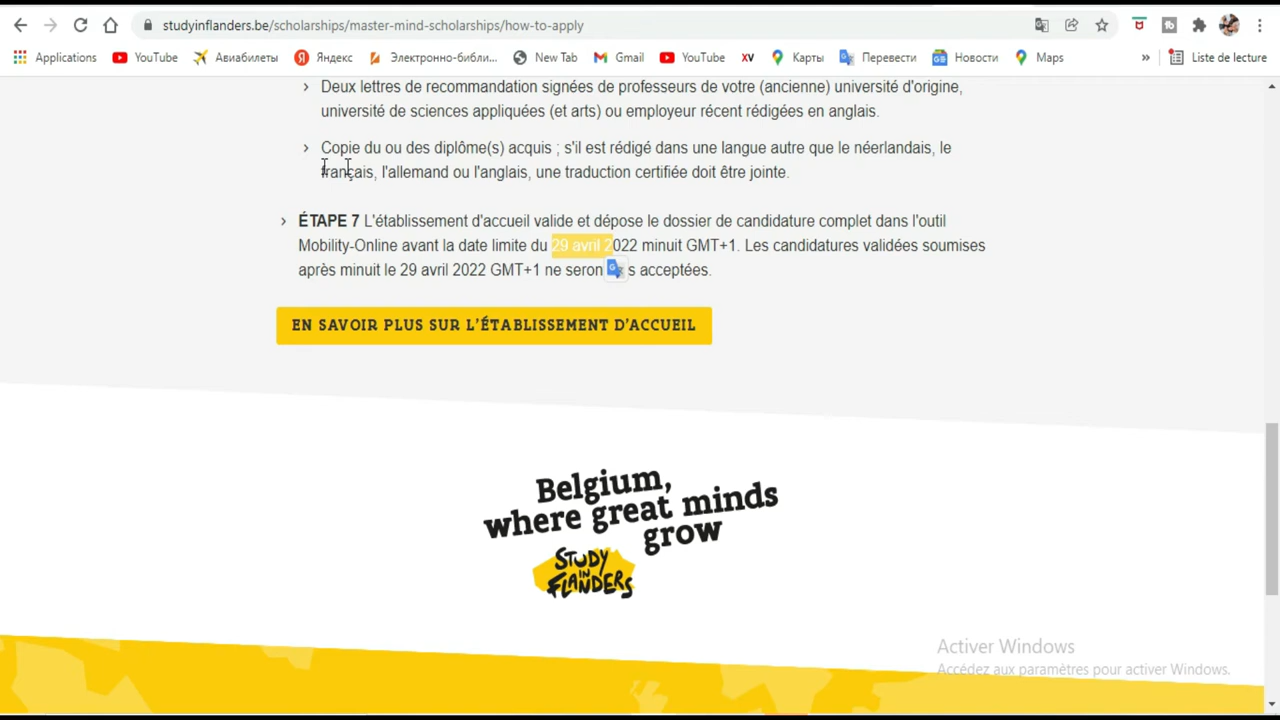 studyinflanders.be/scholarships/master-mind-scholarships/how-to-apply
Applications YouTube Авиабилеты Яндекс Электронно-библи... New Tab Gmail YouTube XV Карты Перевести Новости Maps » Liste de lecture
Deux lettres de recommandation signées de professeurs de votre (ancienne) université d'origine,
université de sciences appliquées (et arts) ou employeur récent rédigées en anglais.
Copie du ou des diplôme(s) acquis ; s'il est rédigé dans une langue autre que le néerlandais, le
français, l'allemand ou l'anglais, une traduction certifiée doit être jointe.
ÉTAPE 7 L'établissement d'accueil valide et dépose le dossier de candidature complet dans l'outil
Mobility-Online avant la date limite du 29 avril 2022 minuit GMT+1. Les candidatures validées soumises
après minuit le 29 avril 2022 GMT+1 ne seron s acceptées.
EN SAVOIR PLUS SUR L'ÉTABLISSEMENT D'ACCUEIL
Belgium,
where great minds
grow
STUDY
IN
FLANDERS
Activer Windows
Accédez aux paramètres pour activer Windows.